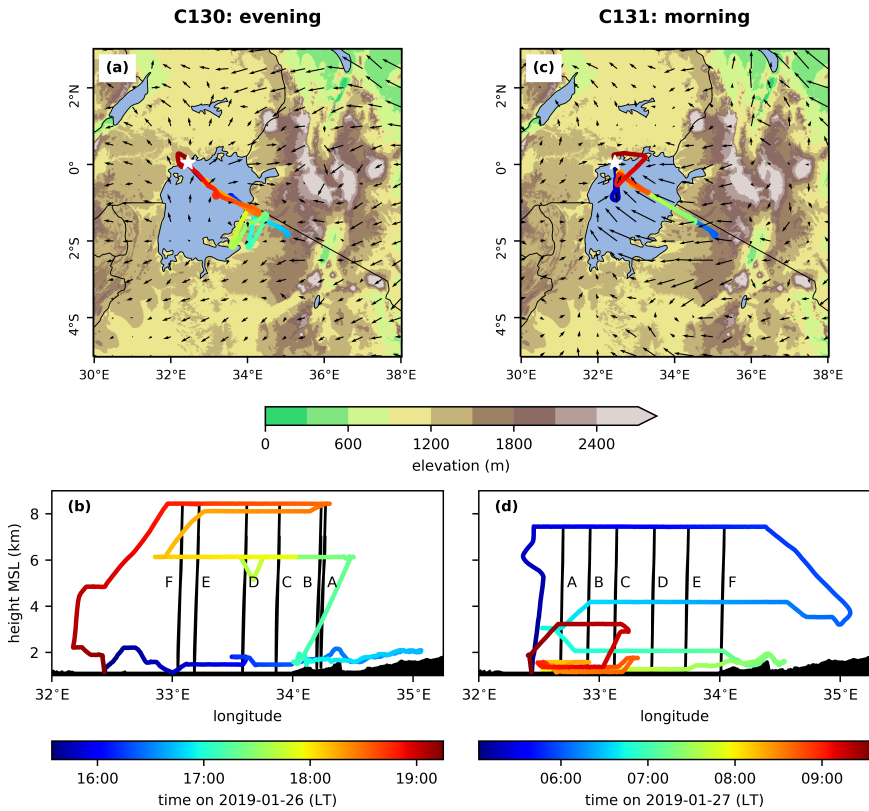 C130: evening
C131: morning
(a)
(c)
2°N
0°
2°S
4°S
2°N
0°
2°S
4°S
30°E 32°E 34°E 36°E 38°E
30°E 32°E 34°E 36°E 38°E
0 600 1200 1800 2400
elevation (m)
(b)
(d)
height MSL (km)
8
6
4
2
F E D C B A
A B C D E F
32°E 33°E 34°E 35°E
32°E 33°E 34°E 35°E
longitude
longitude
16:00 17:00 18:00 19:00
06:00 07:00 08:00 09:00
time on 2019-01-26 (LT)
time on 2019-01-27 (LT)